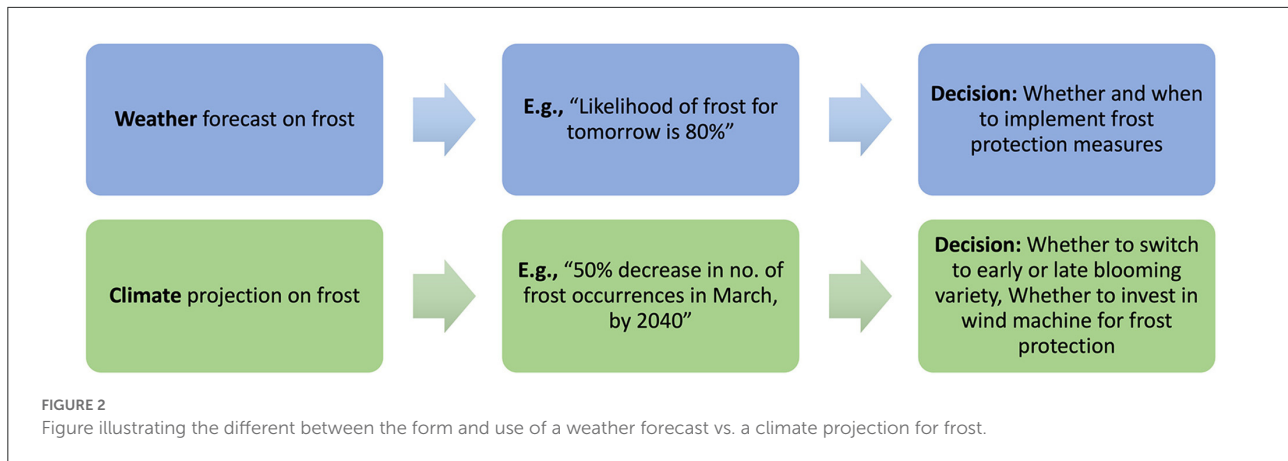 Weather forecast on frost
E.g., “Likelihood of frost for
tomorrow is 80%”
Decision: Whether and when
to implement frost
protection measures
Climate projection on frost
E.g., “50% decrease in no. of
frost occurrences in March,
by 2040”
Decision: Whether to switch
to early or late blooming
variety, Whether to invest in
wind machine for frost
protection
FIGURE 2
Figure illustrating the different between the form and use of a weather forecast vs. a climate projection for frost.